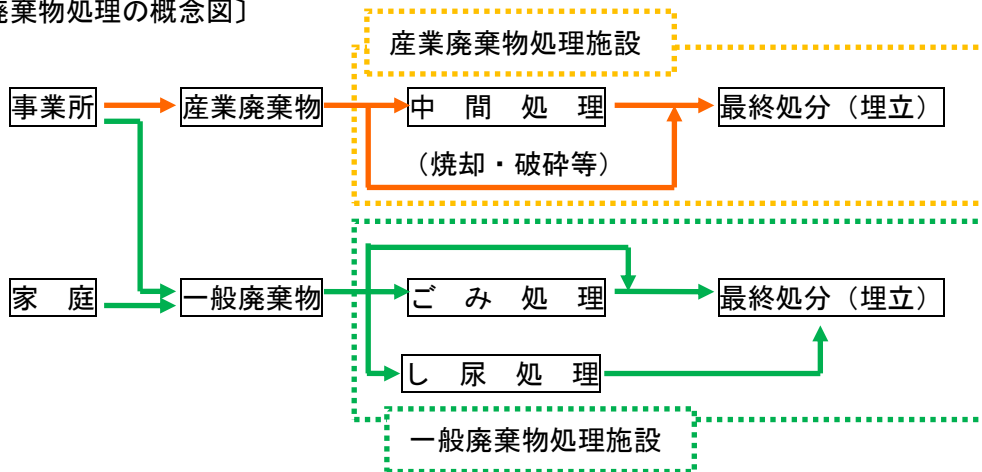 廃棄物処理の概念図〕
産業廃棄物処理施設
事業所
産業廃棄物
中間処理
最終処分（埋立）
（焼却・破砕等）
家庭
一般廃棄物
ごみ処理
最終処分（埋立）
し尿処理
一般廃棄物処理施設